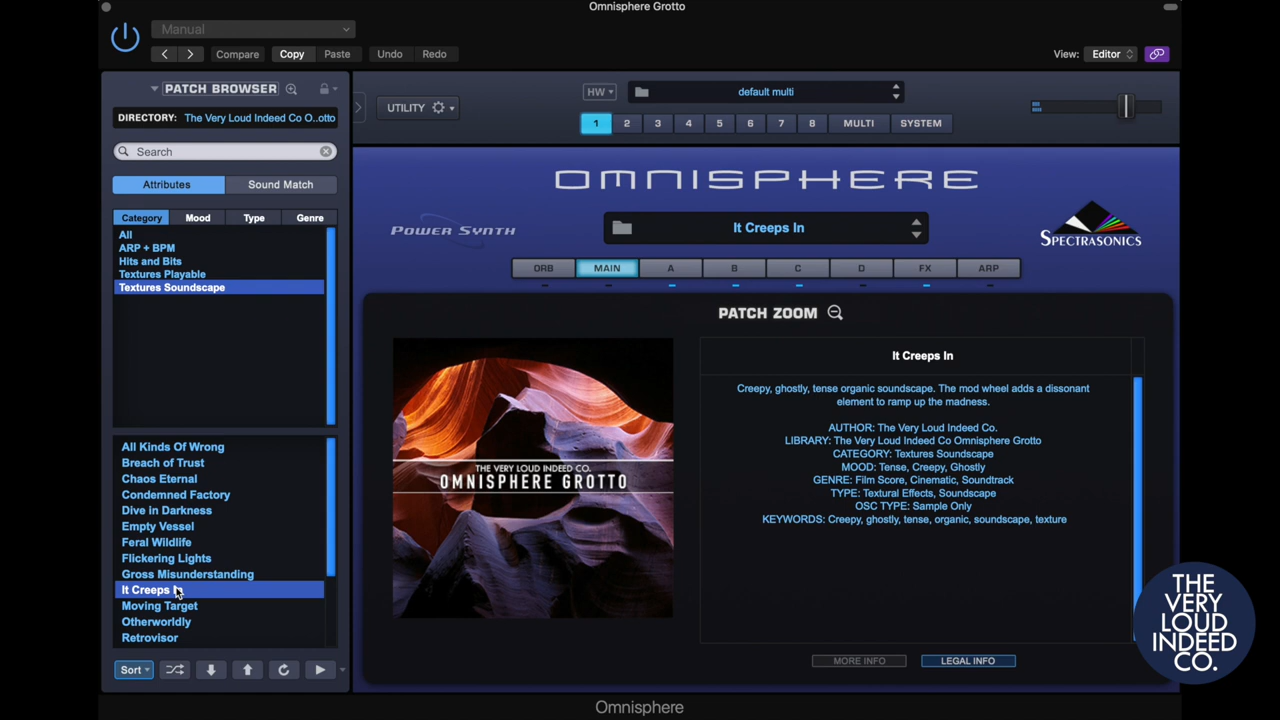 Omnisphere Grotto
Manual
Compare
Copy
Paste
Undo
Redo
View:
Editor
PATCH BROWSER
DIRECTORY: The Very Loud Indeed Co O..otto
Search
Attributes
Sound Match
Category
Mood
Type
Genre
All
ARP + BPM
Hits and Bits
Textures Playable
Textures Soundscape
All Kinds Of Wrong
Breach of Trust
Chaos Eternal
Condemned Factory
Dive in Darkness
Empty Vessel
Feral Wildlife
Flickering Lights
Gross Misunderstanding
It Creeps In
Moving Target
Otherworldly
Retrovisor
Sort
UTILITY
HW
default multi
1 2 3 4 5 6 7 8 MULTI SYSTEM
OMNISPHERE
POWER SYNTH
It Creeps In
SPECTRASONICS
ORB MAIN A B C D FX ARP
PATCH ZOOM
THE VERY LOUD INDEED CO.
OMNISPHERE GROTTO
It Creeps In
Creepy, ghostly, tense organic soundscape. The mod wheel adds a dissonant
element to ramp up the madness.
AUTHOR: The Very Loud Indeed Co.
LIBRARY: The Very Loud Indeed Co Omnisphere Grotto
CATEGORY: Textures Soundscape
MOOD: Tense, Creepy, Ghostly
GENRE: Film Score, Cinematic, Soundtrack
TYPE: Textural Effects, Soundscape
OSC TYPE: Sample Only
KEYWORDS: Creepy, ghostly, tense, organic, soundscape, texture
MORE INFO
LEGAL INFO
THE
VERY
LOUD
INDEED
CO.
Omnisphere